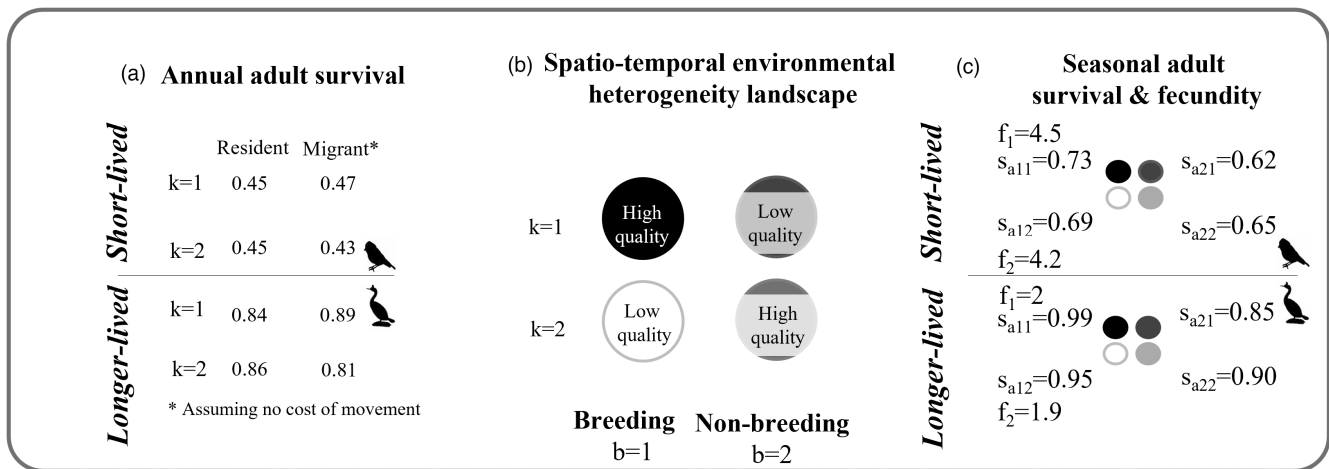 (a) Annual adult survival
Short-lived
Resident Migrant*
k=1 0.45 0.47
k=2 0.45 0.43
Longer-lived
k=1 0.84 0.89
k=2 0.86 0.81
* Assuming no cost of movement
(b) Spatio-temporal environmental
heterogeneity landscape
k=1
High
quality
Low
quality
k=2
Low
quality
High
quality
Breeding Non-breeding
b=1 b=2
(c) Seasonal adult
survival & fecundity
Short-lived
f1=4.5
sa11=0.73 sa21=0.62
sa12=0.69 sa22=0.65
f2=4.2
Longer-lived
f1=2
sa11=0.99 sa21=0.85
sa12=0.95 sa22=0.90
f2=1.9